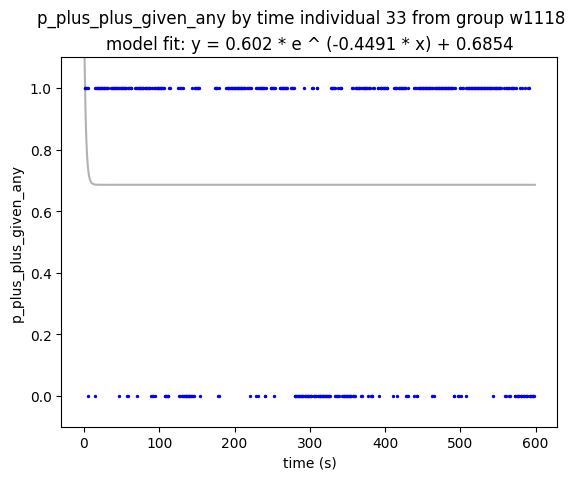 p_plus_plus_given_any by time individual 33 from group w1118
model fit: y = 0.602 * e ^ (-0.4491 * x) + 0.6854
1.0
0.8
0.6
0.4
0.2
0.0
p_plus_plus_given_any
0 100 200 300 400 500 600
time (s)